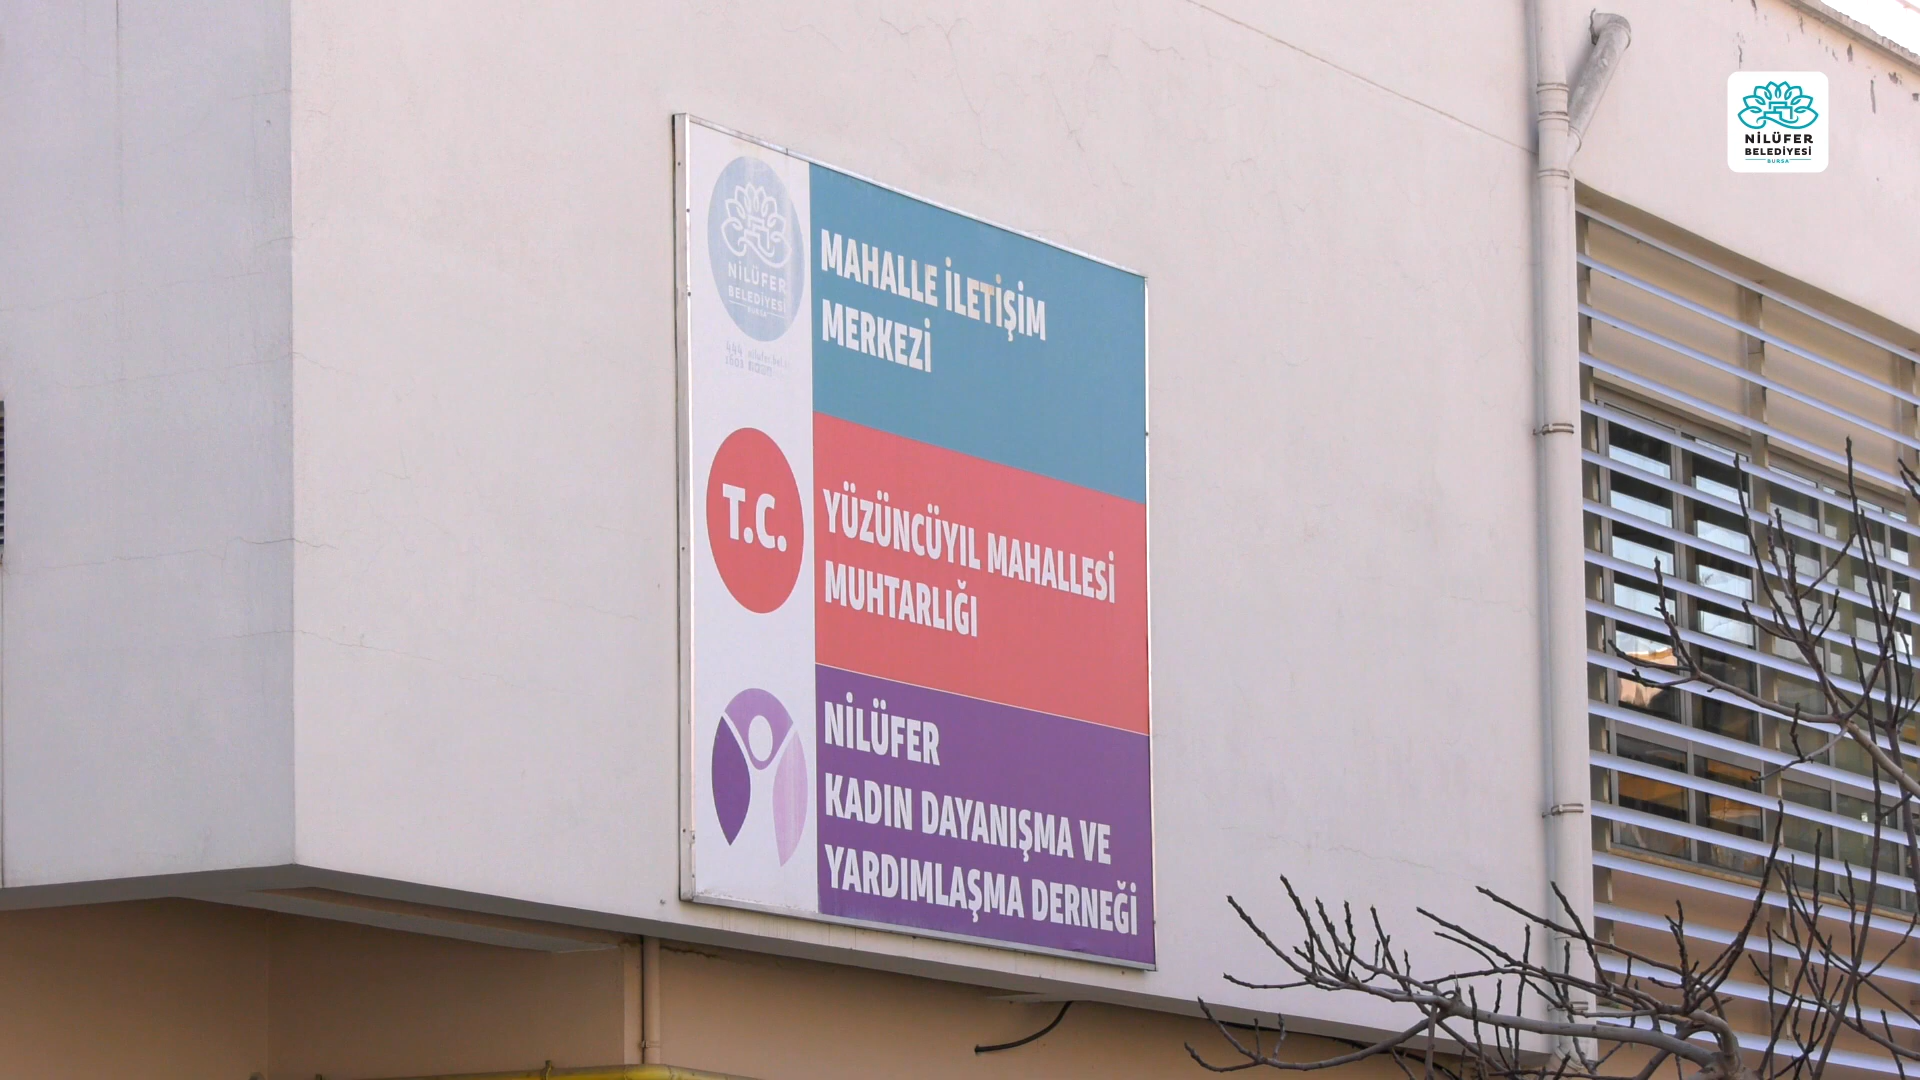 NİLÜFER
BELEDİYESİ
BURSA
NİLÜFER
BELEDİYESİ
BURSA
444
MAHALLE İLETİŞİM
MERKEZİ
T.C.
YÜZÜNCÜYIL MAHALLESİ
MUHTARLIĞI
NİLÜFER
KADIN DAYANIŞMA VE
YARDIMLAŞMA DERNEĞİ